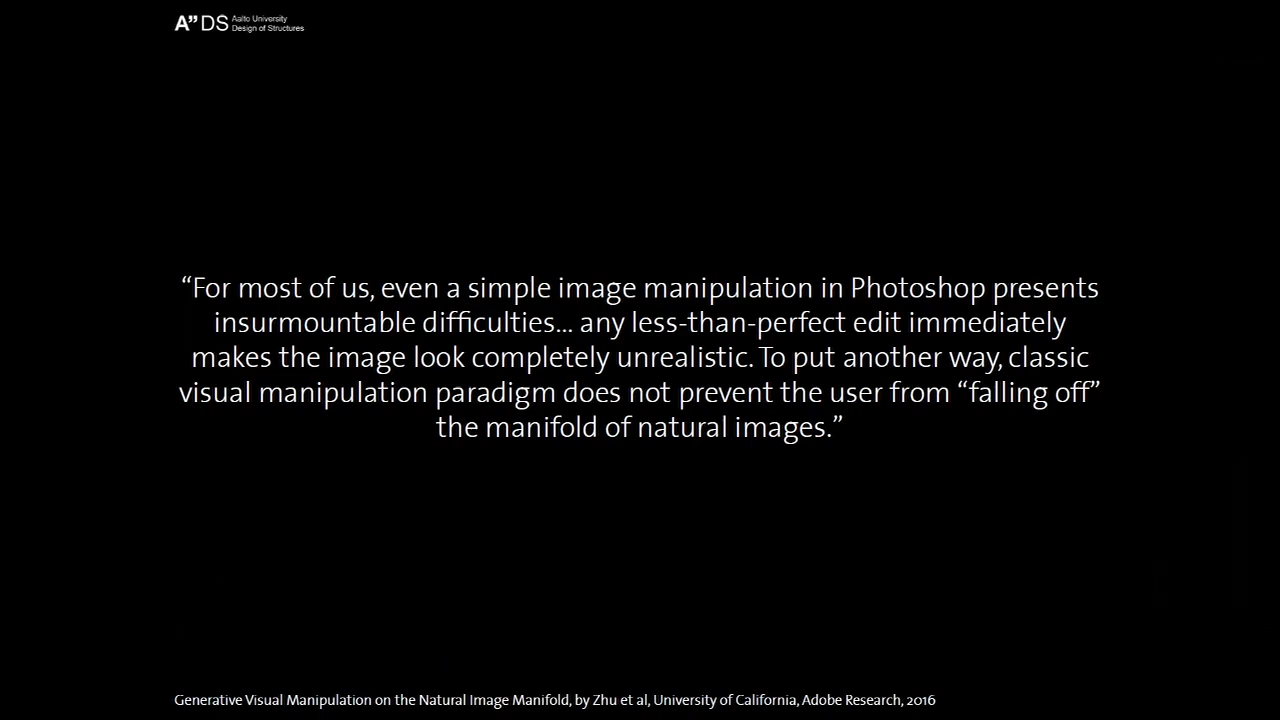 A” DS Aalto University
Design of Structures
“For most of us, even a simple image manipulation in Photoshop presents
insurmountable difficulties... any less-than-perfect edit immediately
makes the image look completely unrealistic. To put another way, classic
visual manipulation paradigm does not prevent the user from “falling off”
the manifold of natural images.”
Generative Visual Manipulation on the Natural Image Manifold, by Zhu et al, University of California, Adobe Research, 2016